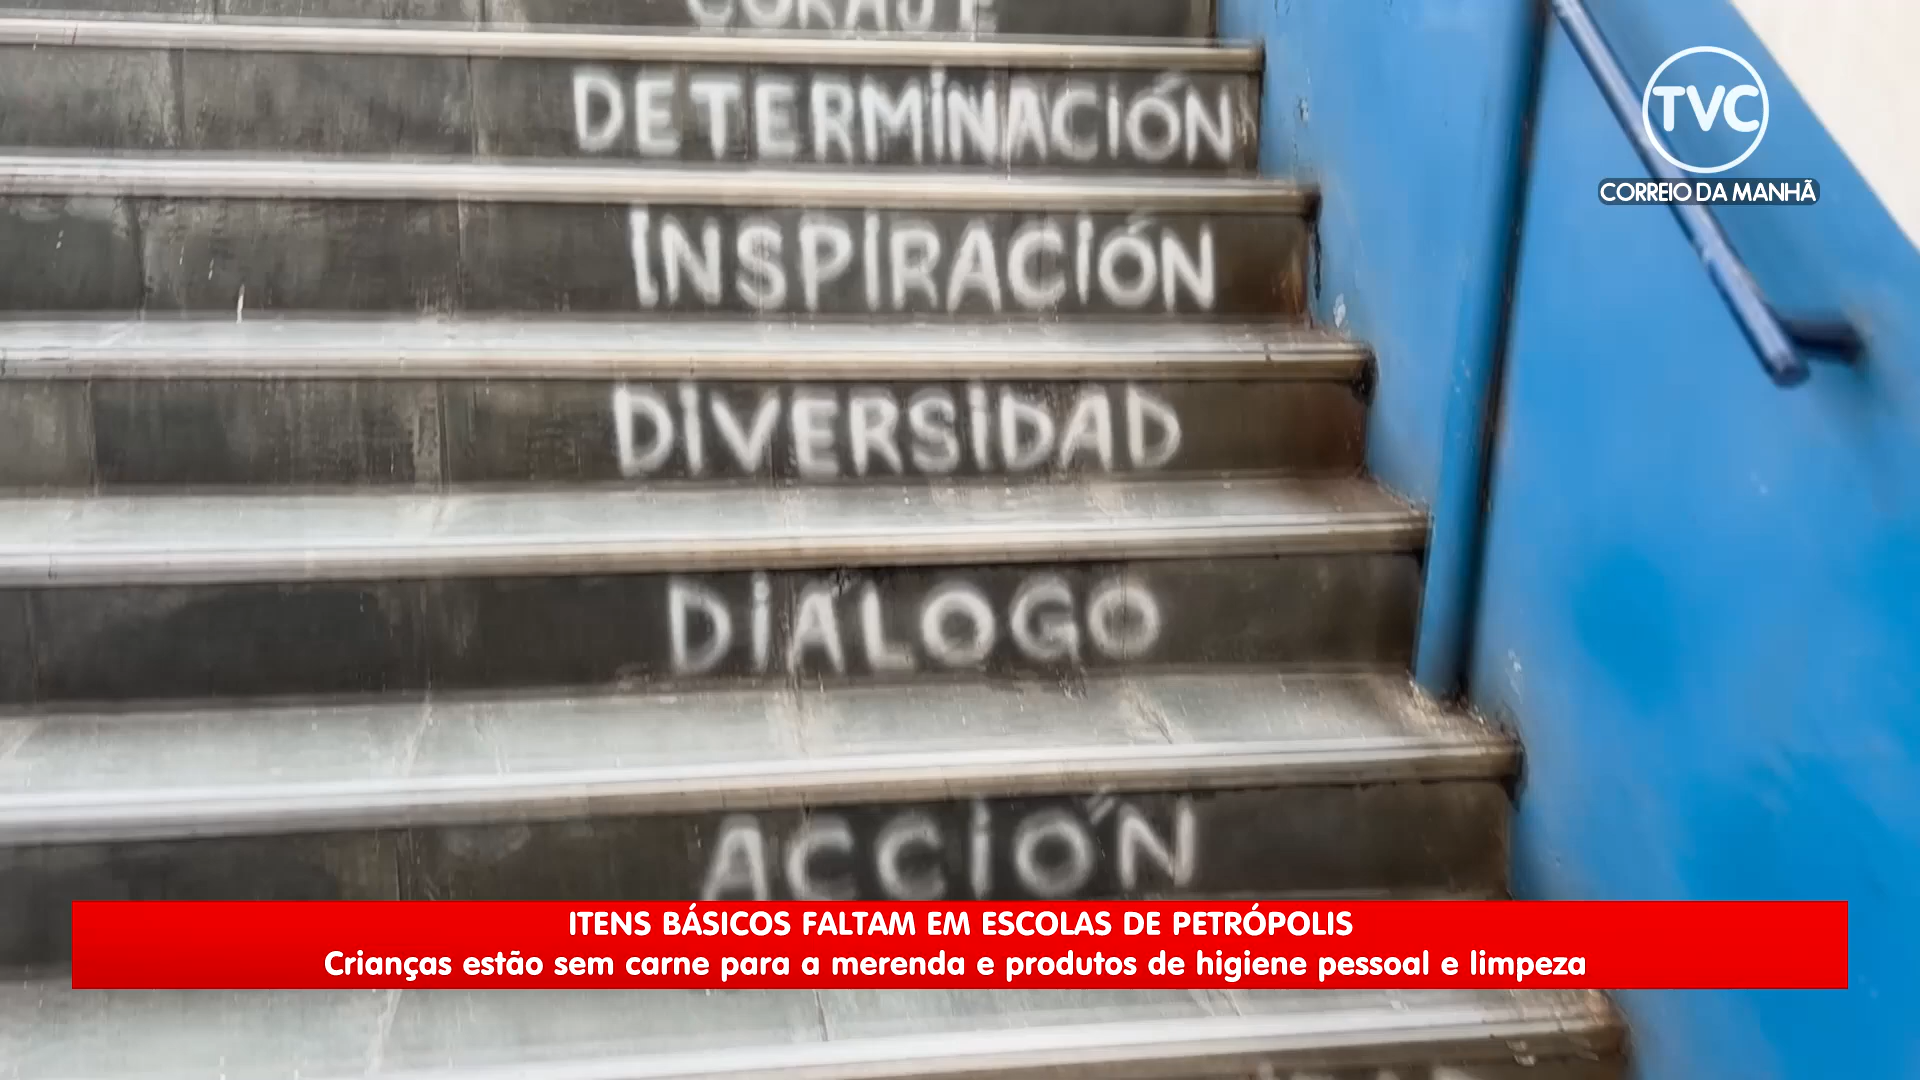 CORAJE
DETERMINACIÓN
INSPIRACIÓN
DIVERSIDAD
DIALOGO
ACCIÓN
TVC
CORREIO DA MANHÃ
ITENS BÁSICOS FALTAM EM ESCOLAS DE PETRÓPOLIS
Crianças estão sem carne para a merenda e produtos de higiene pessoal e limpeza